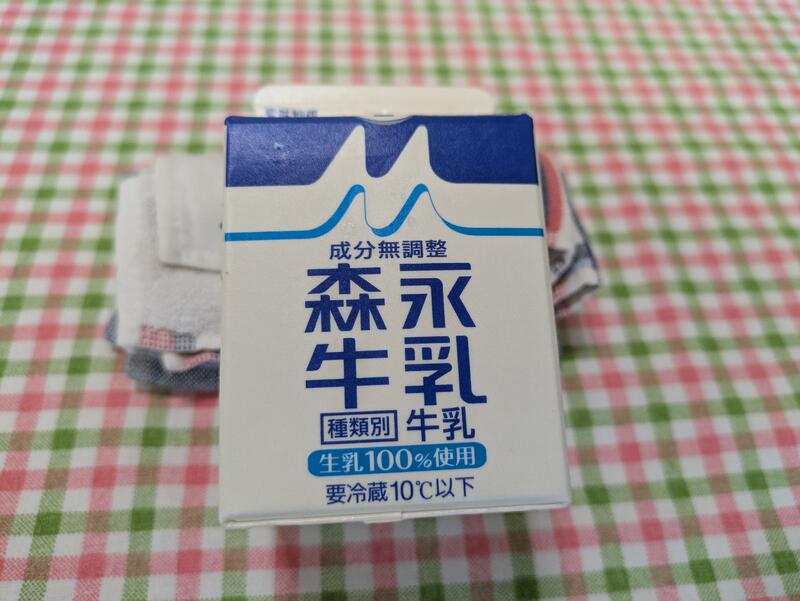 成分無調整
森永
牛乳
種類別 牛乳
生乳100%使用
要冷蔵10℃以下